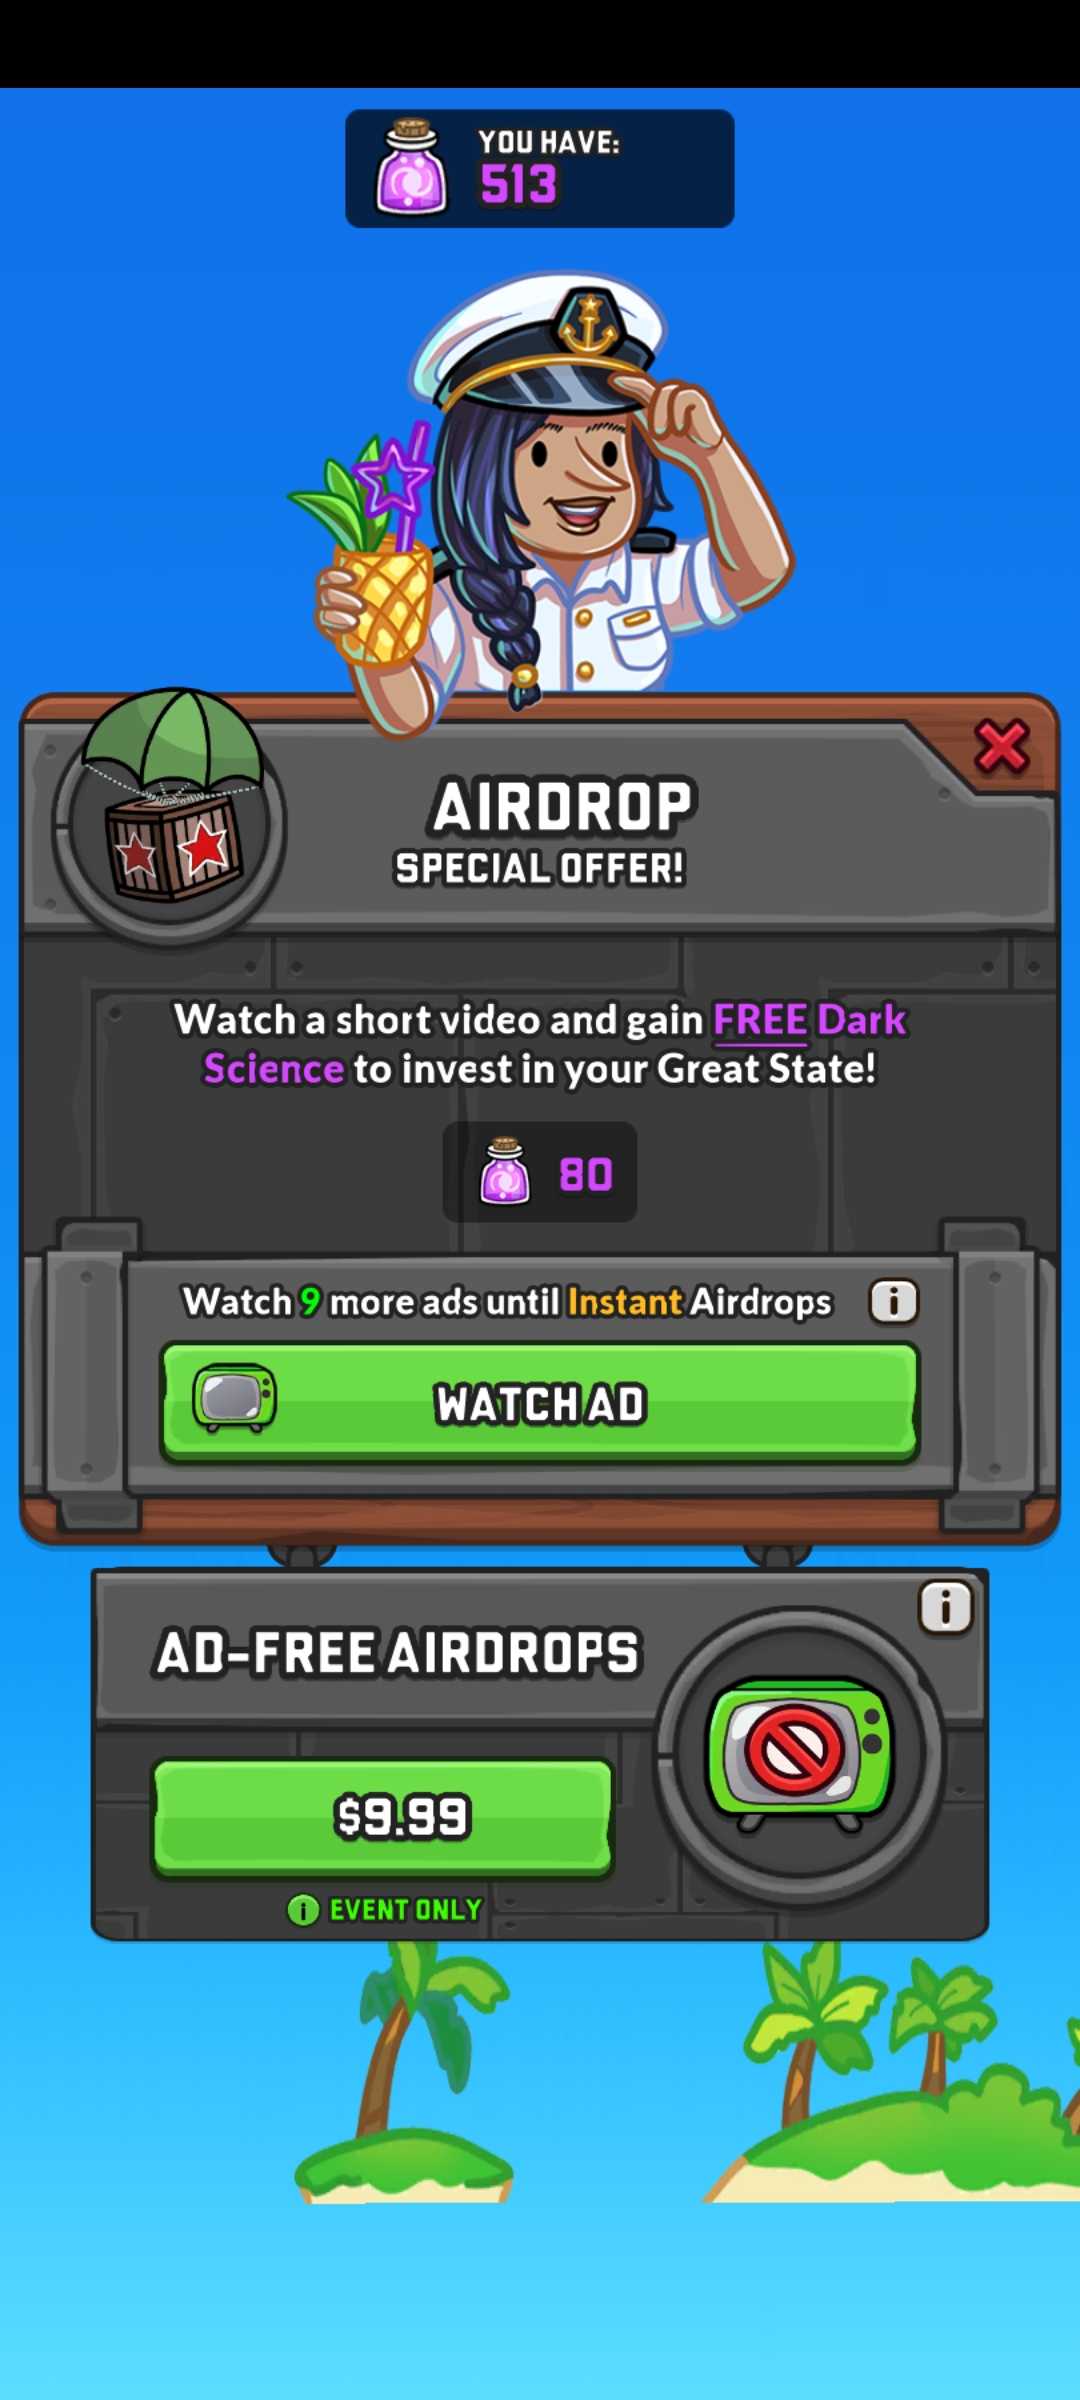 YOU HAVE:
513
AIRDROP
SPECIAL OFFER!
Watch a short video and gain FREE Dark
Science to invest in your Great State!
80
Watch 9 more ads until Instant Airdrops
i
WATCH AD
i
AD-FREE AIRDROPS
$9.99
i EVENT ONLY